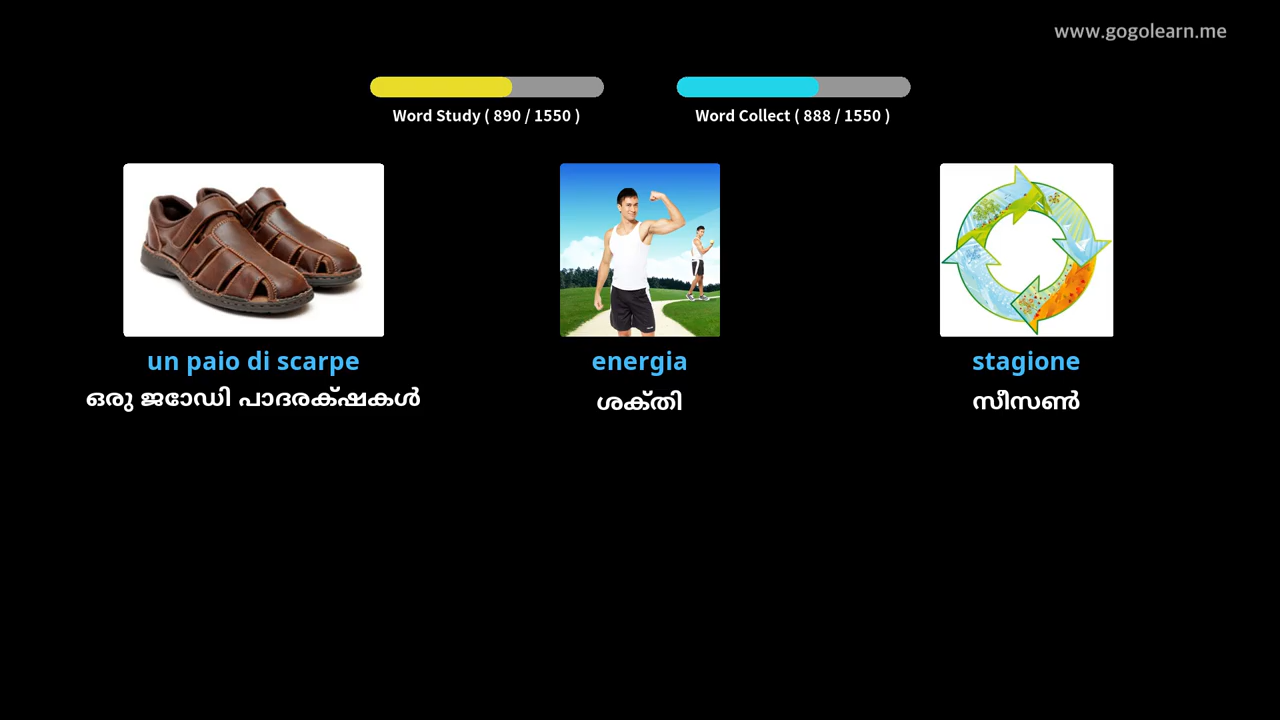 www.gogolearn.me
Word Study ( 890 / 1550 )
Word Collect ( 888 / 1550 )
un paio di scarpe
energia
stagione
ഒരു ജോഡി പാദരക്ഷകൾ
ശക്തി
സീസൺ